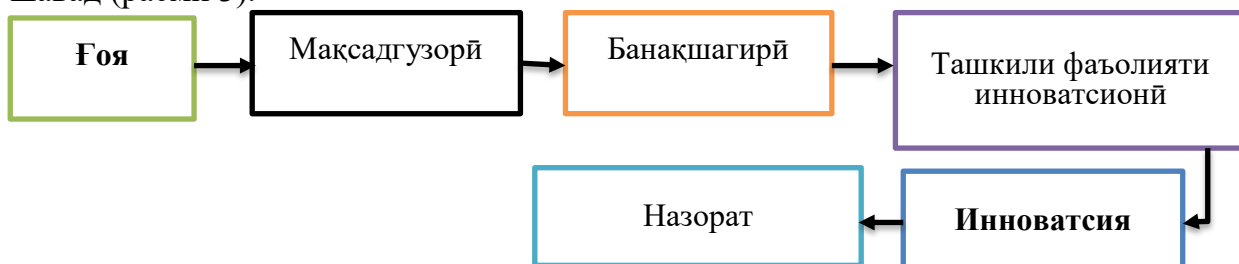 Ғоя
Мақсадгузорӣ
Банақшагирӣ
Ташкили фаъолияти
инноватсионӣ
Назорат
Инноватсия